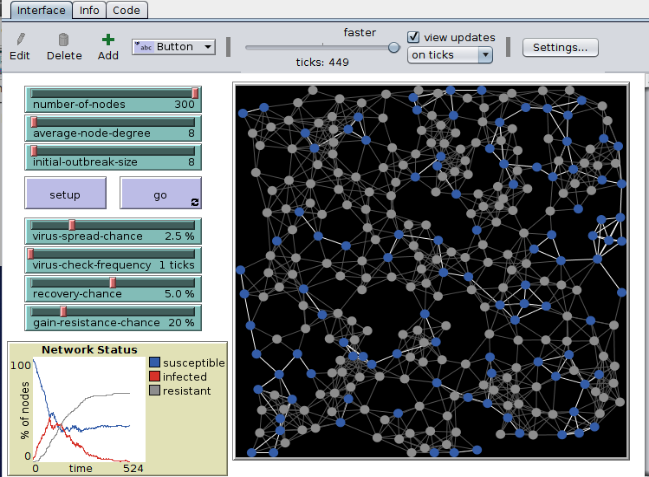 Interface Info Code
faster
view updates
Edit Delete Add abc Button on ticks Settings...
ticks: 449
number-of-nodes 300
average-node-degree 8
initial-outbreak-size 8
setup go
virus-spread-chance 2.5 %
virus-check-frequency 1 ticks
recovery-chance 5.0 %
gain-resistance-chance 20 %
Network Status
100
% of nodes
0
0 time 524
susceptible
infected
resistant